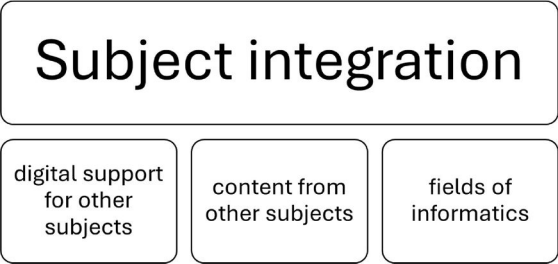 Subject integration
digital support
for other
subjects
content from
other subjects
fields of
informatics